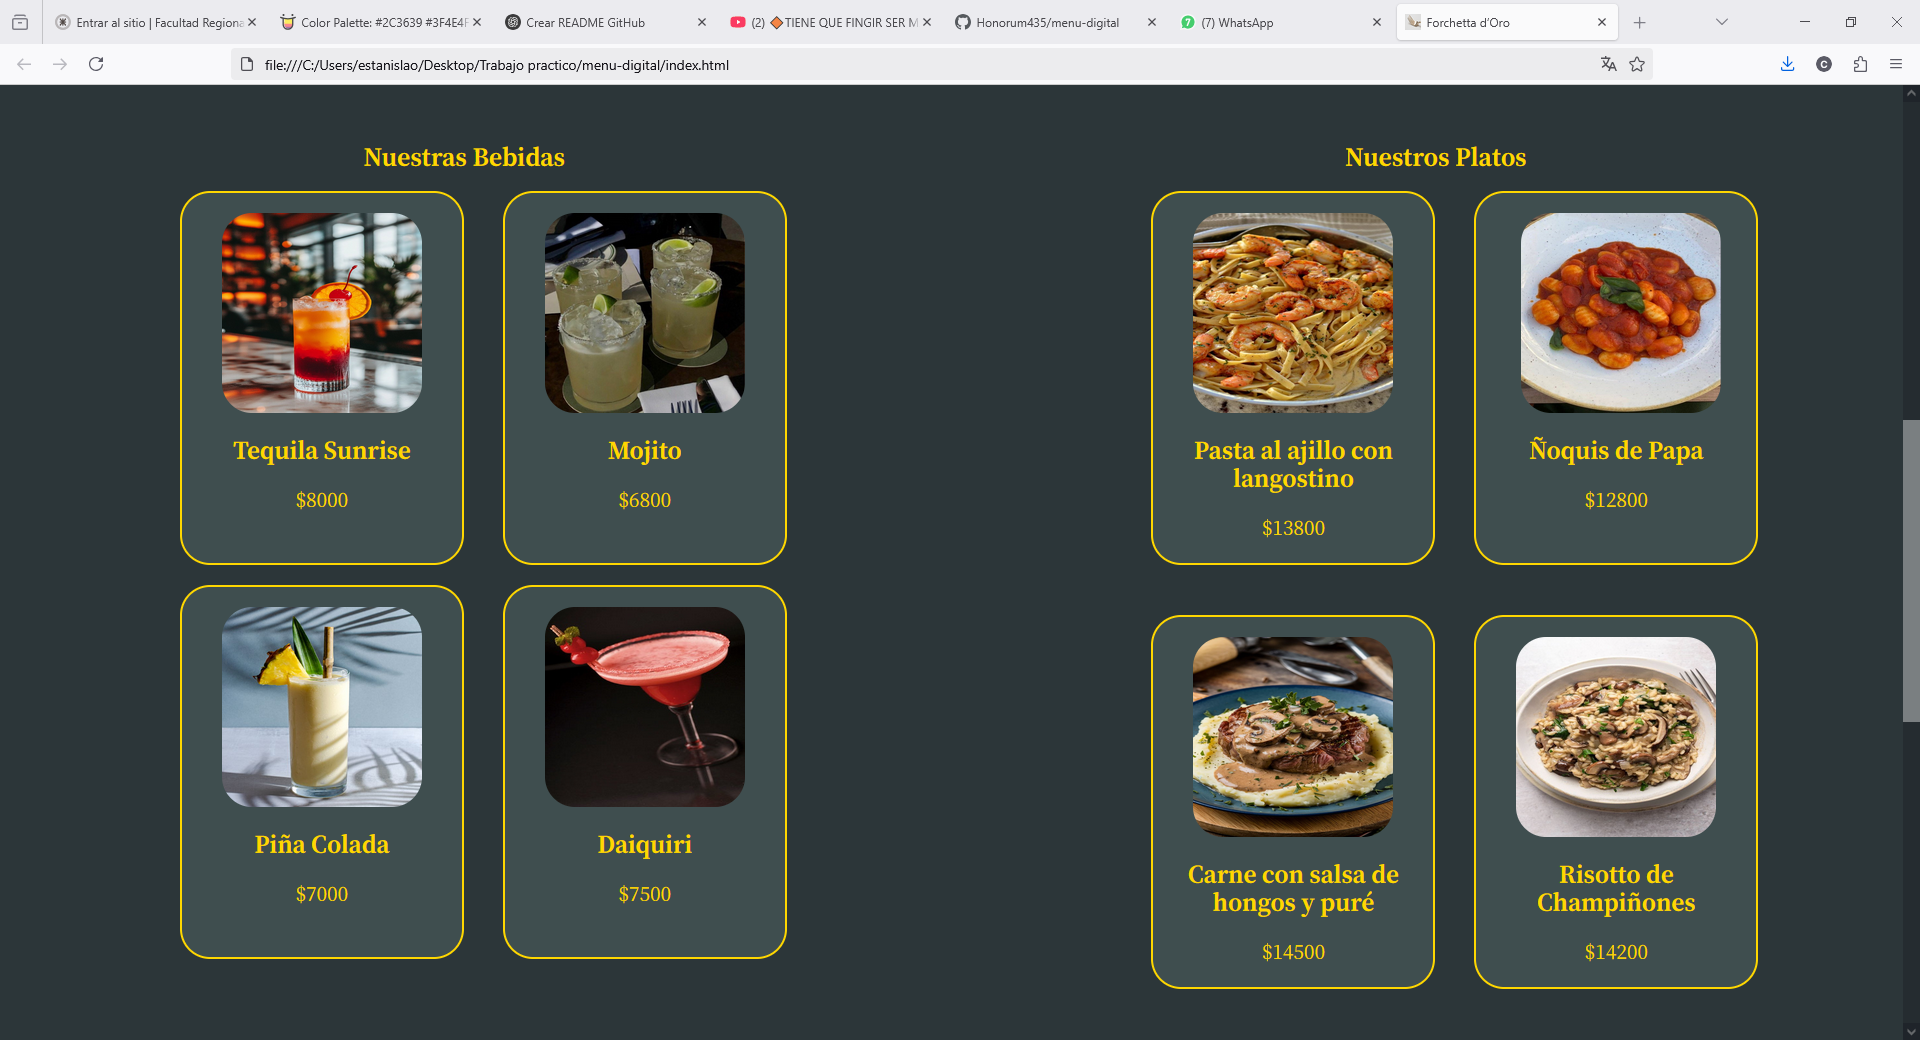 Entrar al sitio | Facultad Regiona
Color Palette: #2C3639 #3F4E4F
Crear README GitHub
(2) 🔶TIENE QUE FINGIR SER M
Honorum435/menu-digital
7
(7) WhatsApp
Forchetta d'Oro
file:///C:/Users/estanislao/Desktop/Trabajo practico/menu-digital/index.html
C
Nuestras Bebidas
Tequila Sunrise
$8000
Mojito
$6800
Piña Colada
$7000
Daiquiri
$7500
Nuestros Platos
Pasta al ajillo con
langostino
$13800
Ñoquis de Papa
$12800
Carne con salsa de
hongos y puré
$14500
Risotto de
Champiñones
$14200